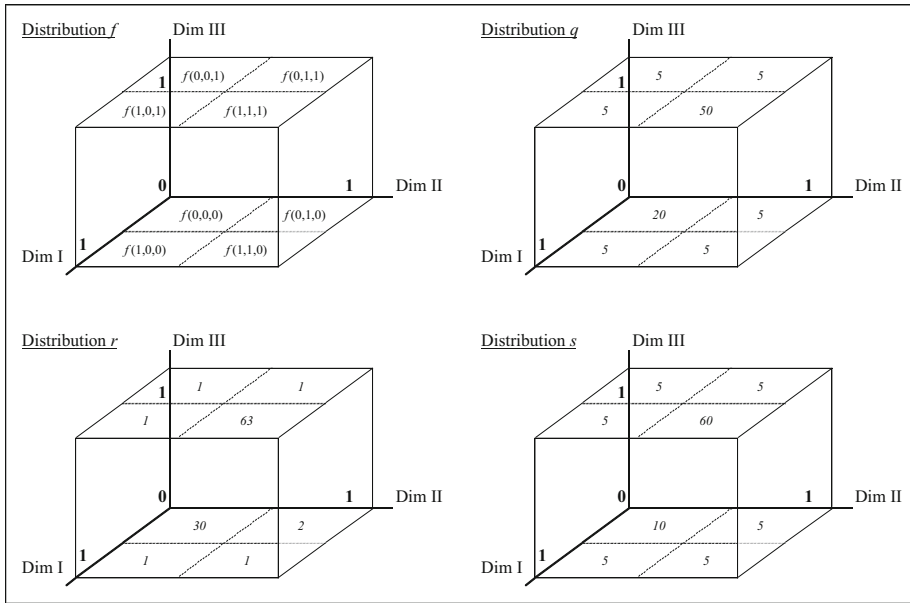 Distribution f
Dim III
1
f(0,0,1)
f(0,1,1)
f(1,0,1)
f(1,1,1)
0
1
Dim II
f(0,0,0)
f(0,1,0)
1
f(1,0,0)
f(1,1,0)
Dim I
Distribution q
Dim III
1
5
5
5
50
0
1
Dim II
20
5
1
5
5
Dim I
Distribution r
Dim III
1
1
1
1
63
0
1
Dim II
30
2
1
1
1
Dim I
Distribution s
Dim III
1
5
5
5
60
0
1
Dim II
10
5
1
5
5
Dim I